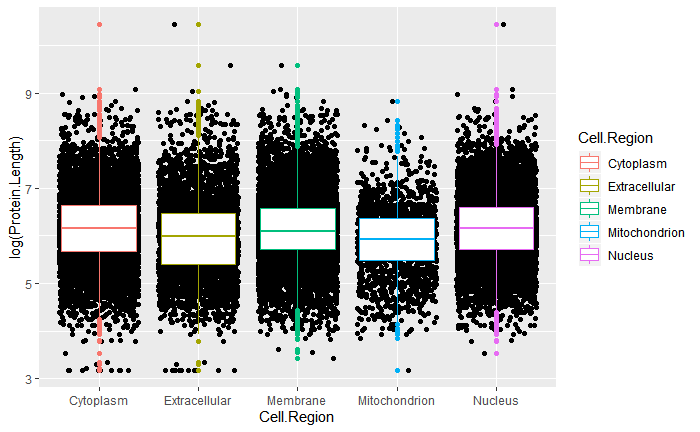 log(Protein.Length)
9
7
5
3
Cytoplasm
Extracellular
Membrane
Mitochondrion
Nucleus
Cell.Region
Cell.Region
Cytoplasm
Extracellular
Membrane
Mitochondrion
Nucleus